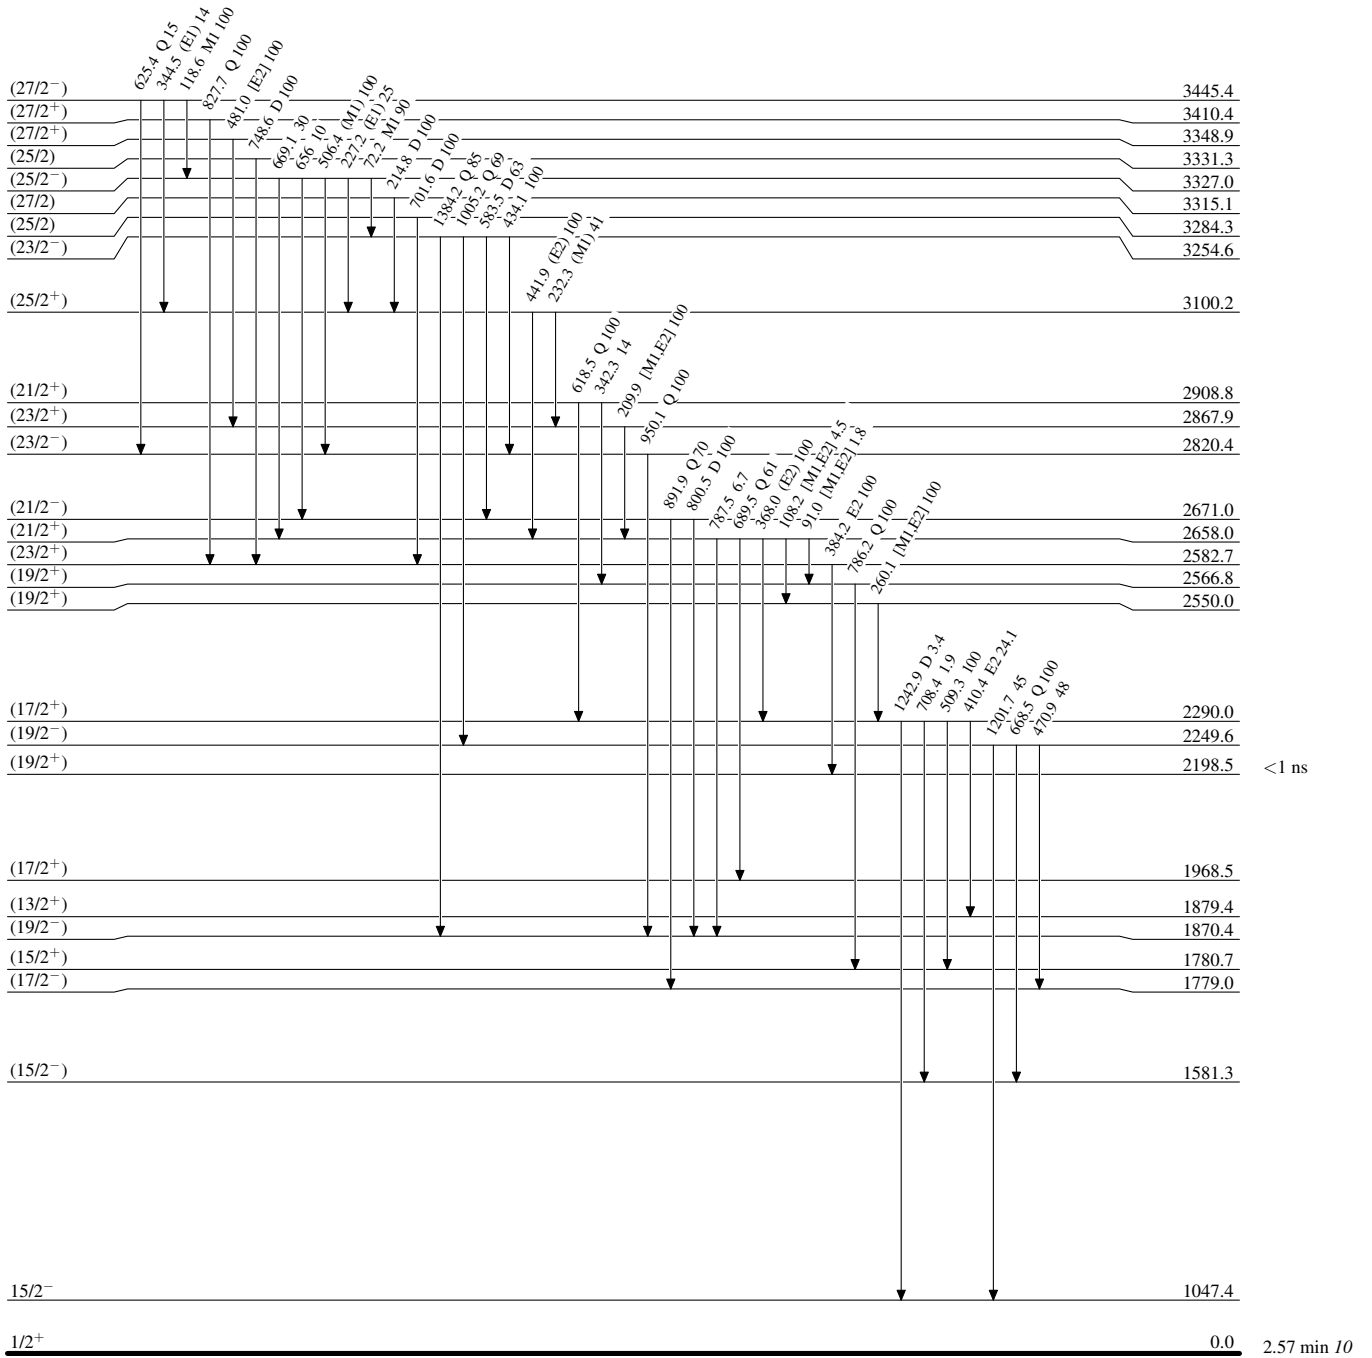 625.4 Q 15
344.5 (E1) 14
118.6 M1 100
827.7 Q 100
481.0 [E2] 100
748.6 D 100
669.1 30
656 10
506.4 (M1) 100
227.2 (E1) 25
72.2 M1 90
214.8 D 100
701.6 D 100
1384.2 Q 85
1005.2 Q 69
583.5 D 63
434.1 100
441.9 (E2) 100
232.3 (M1) 41
618.5 Q 100
342.3 14
209.9 [M1,E2] 100
950.1 Q 100
891.9 Q 70
800.5 D 100
787.5 6.7
689.5 Q 61
368.0 (E2) 100
108.2 [M1,E2] 4.5
91.0 [M1,E2] 1.8
384.2 E2 100
786.2 Q 100
260.1 [M1,E2] 100
1242.9 D 3.4
708.4 1.9
509.3 100
410.4 E2 24.1
1201.7 45
668.5 Q 100
470.9 48
(27/2⁻) 3445.4
(27/2⁺) 3410.4
(27/2⁺) 3348.9
(25/2) 3331.3
(25/2⁻) 3327.0
(27/2) 3315.1
(25/2) 3284.3
(23/2⁻) 3254.6
(25/2⁺) 3100.2
(21/2⁺) 2908.8
(23/2⁺) 2867.9
(23/2⁻) 2820.4
(21/2⁻) 2671.0
(21/2⁺) 2658.0
(23/2⁺) 2582.7
(19/2⁺) 2566.8
(19/2⁺) 2550.0
(17/2⁺) 2290.0
(19/2⁻) 2249.6
(19/2⁺) 2198.5 <1 ns
(17/2⁺) 1968.5
(13/2⁺) 1879.4
(19/2⁻) 1870.4
(15/2⁺) 1780.7
(17/2⁻) 1779.0
(15/2⁻) 1581.3
15/2⁻ 1047.4
1/2⁺ 0.0 2.57 min 10